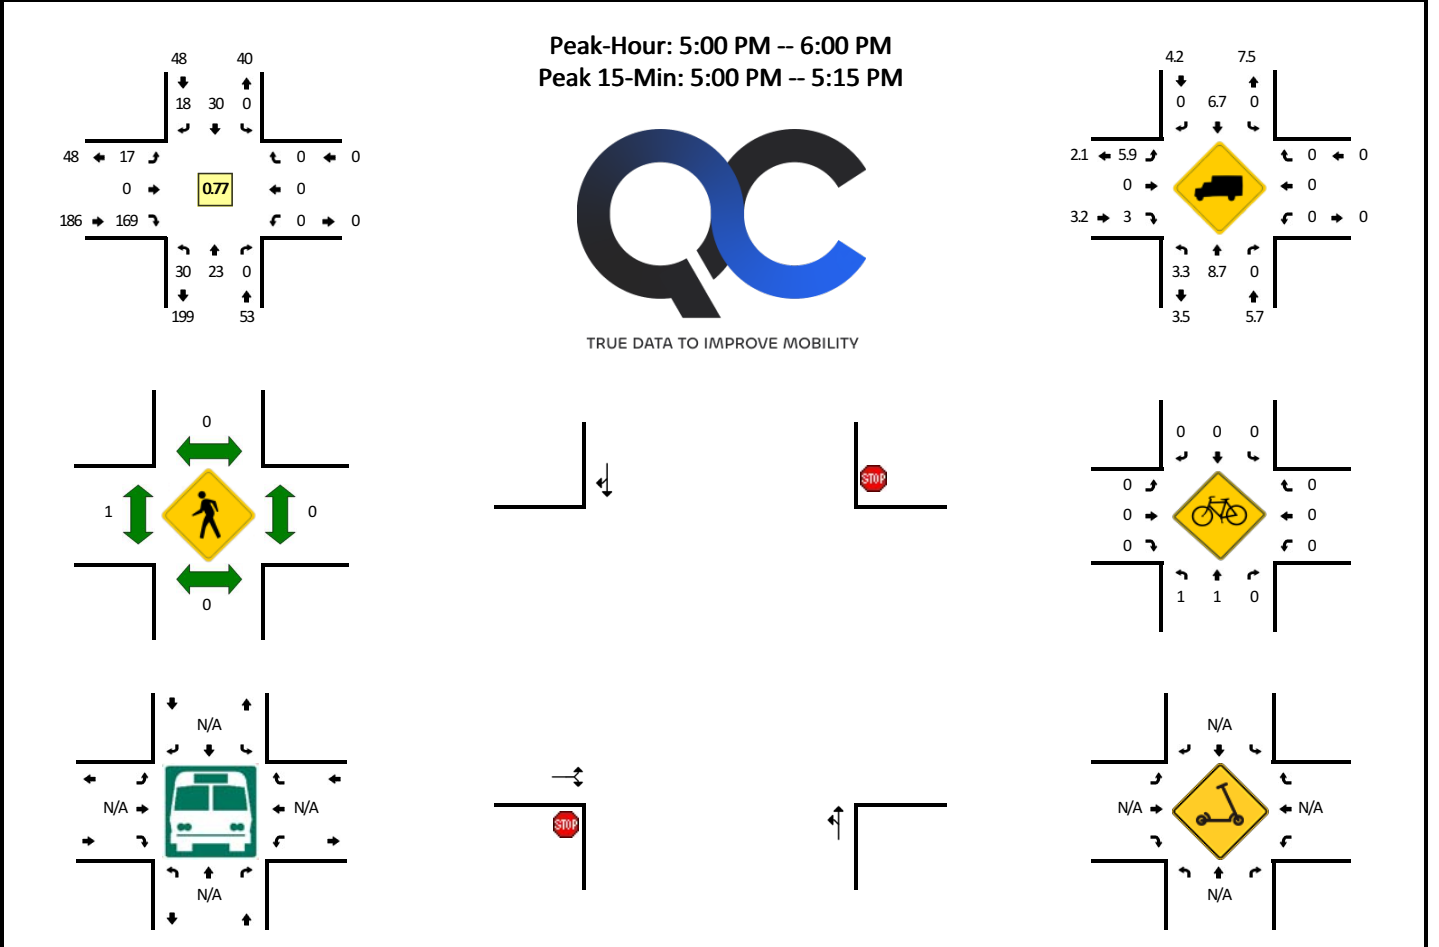 Peak-Hour: 5:00 PM -- 6:00 PM
Peak 15-Min: 5:00 PM -- 5:15 PM
48 40
18 30 0
48 17 0 0
0 0.77 0
186 169 0 0
30 23 0
199 53
QC
TRUE DATA TO IMPROVE MOBILITY
4.2 7.5
0 6.7 0
2.1 5.9 0 0
0 0
3.2 3 0 0
3.3 8.7 0
3.5 5.7
0
1 0
0
STOP
STOP
0 0 0
0 0
0 0
0 0
1 1 0
N/A
N/A N/A
N/A
N/A
N/A N/A
N/A